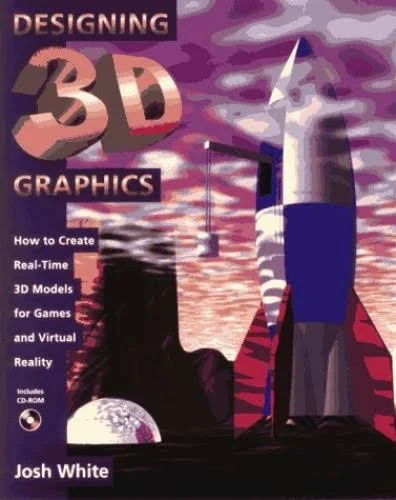 DESIGNING
3D
GRAPHICS
How to Create
Real-Time
3D Models
for Games
and Virtual
Reality
Includes
CD-ROM
Josh White